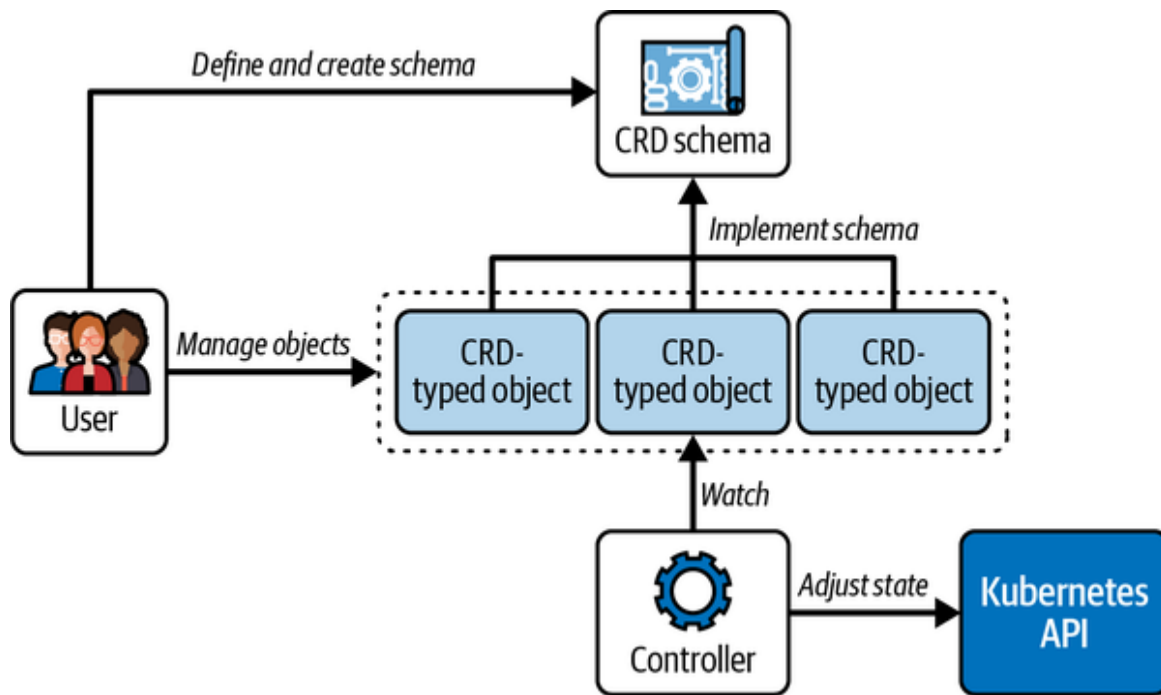 Define and create schema
CRD schema
Implement schema
User
Manage objects
CRD-
typed object
CRD-
typed object
CRD-
typed object
Watch
Controller
Adjust state
Kubernetes
API